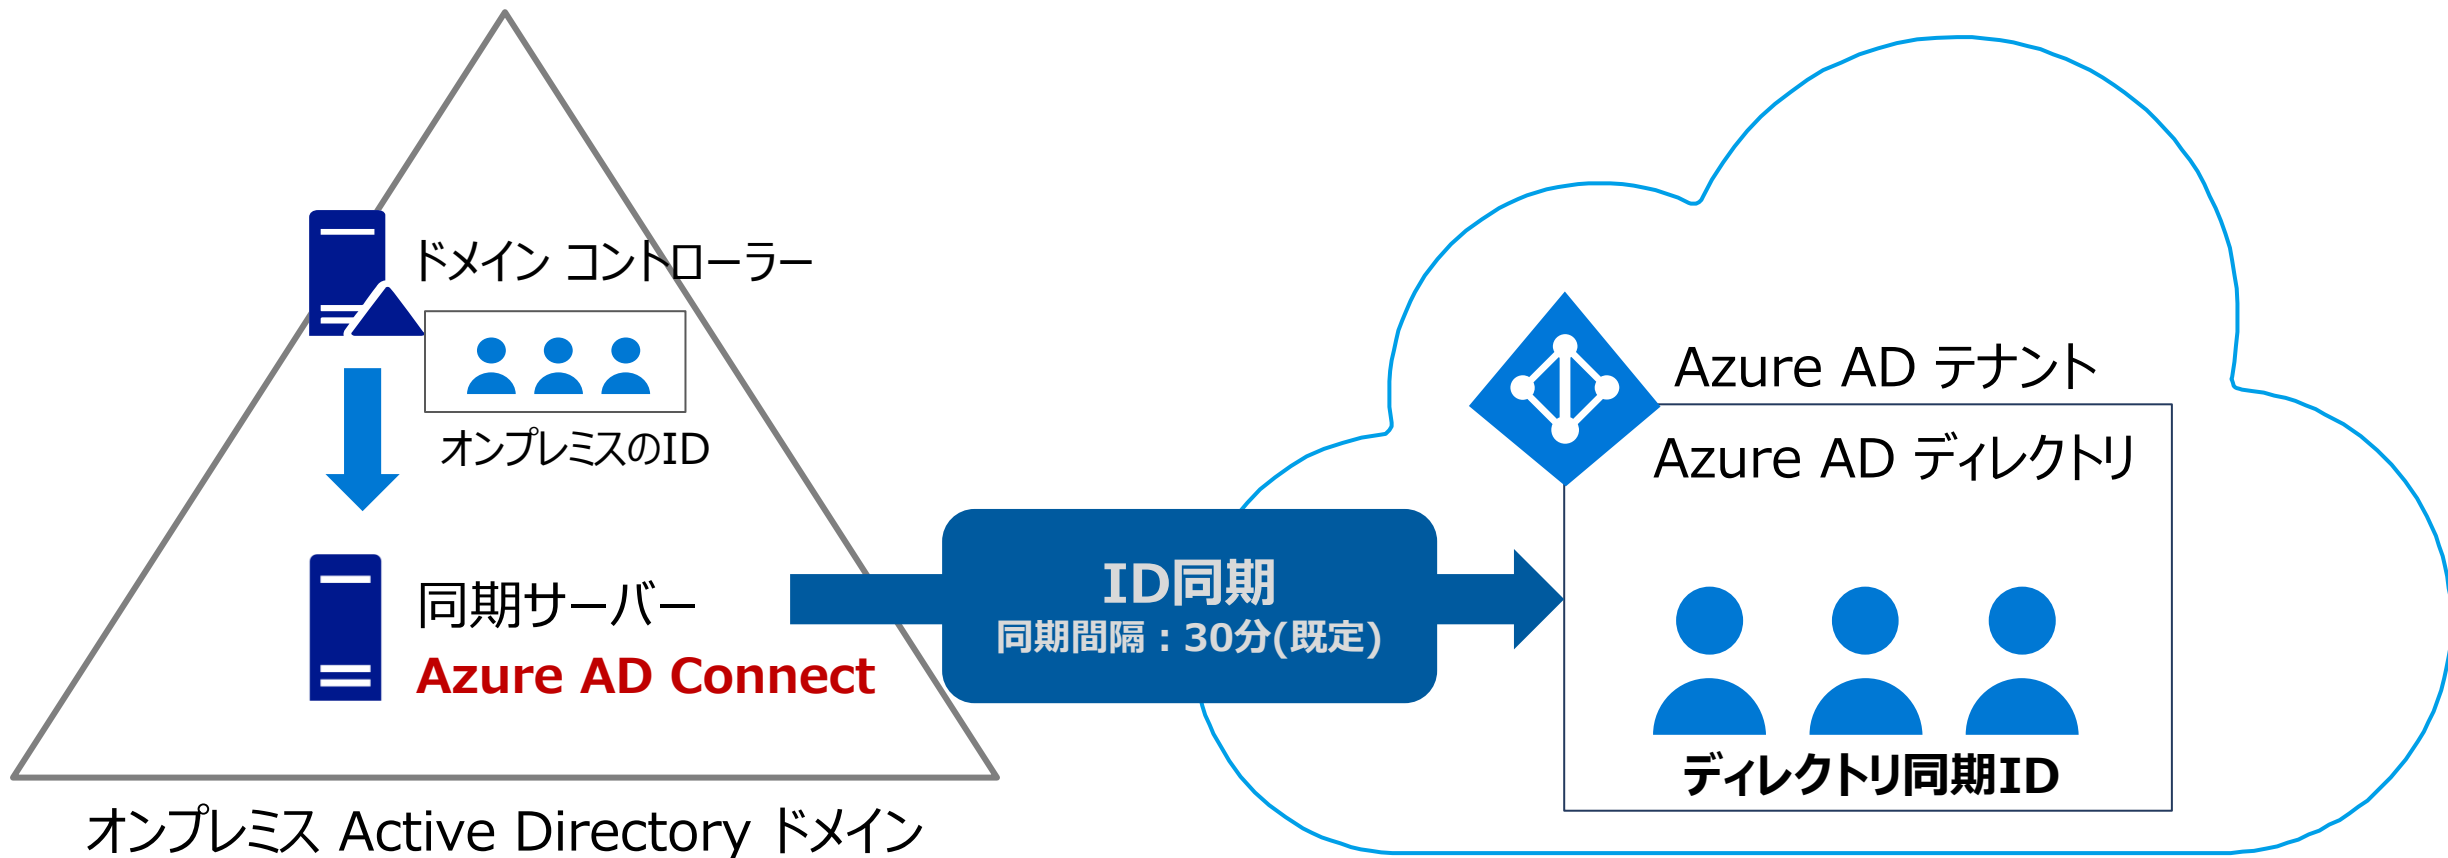 ドメイン コントローラー
オンプレミスのID
同期サーバー
Azure AD Connect
オンプレミス Active Directory ドメイン
ID同期
同期間隔：30分(既定)
Azure AD テナント
Azure AD ディレクトリ
ディレクトリ同期ID